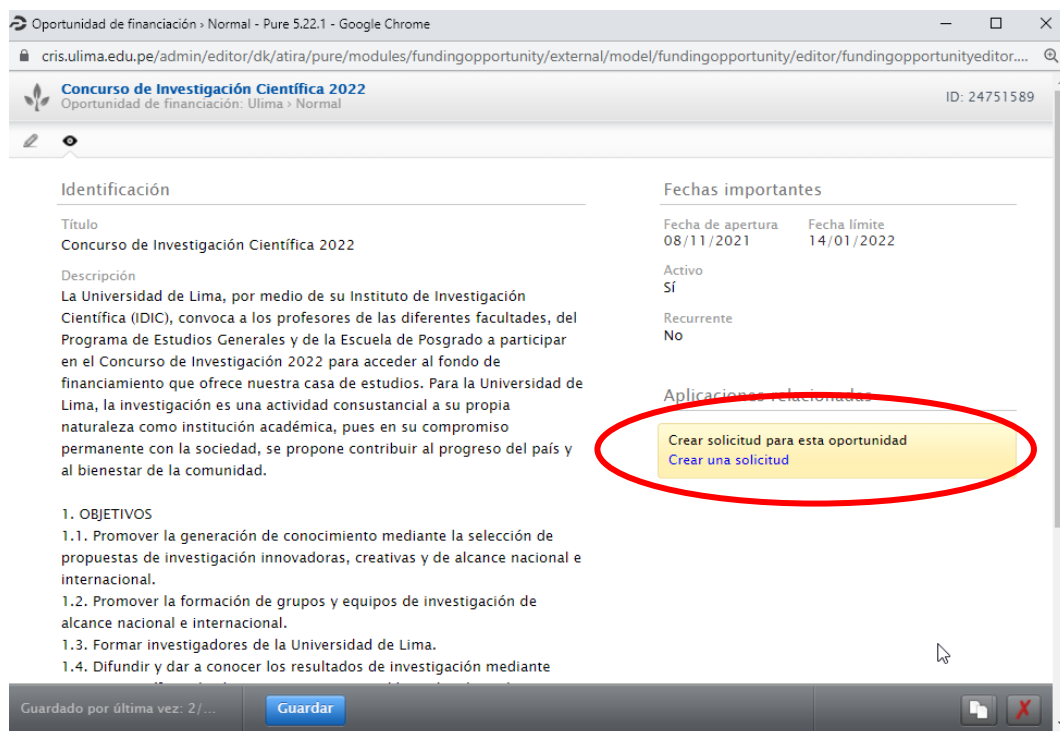 Oportunidad de financiación › Normal - Pure 5.22.1 - Google Chrome
cris.ulima.edu.pe/admin/editor/dk/atira/pure/modules/fundingopportunity/external/model/fundingopportunity/editor/fundingopportunityeditor....
Concurso de Investigación Científica 2022
Oportunidad de financiación: Ulima › Normal
ID: 24751589
Identificación
Título
Concurso de Investigación Científica 2022
Descripción
La Universidad de Lima, por medio de su Instituto de Investigación
Científica (IDIC), convoca a los profesores de las diferentes facultades, del
Programa de Estudios Generales y de la Escuela de Posgrado a participar
en el Concurso de Investigación 2022 para acceder al fondo de
financiamiento que ofrece nuestra casa de estudios. Para la Universidad de
Lima, la investigación es una actividad consustancial a su propia
naturaleza como institución académica, pues en su compromiso
permanente con la sociedad, se propone contribuir al progreso del país y
al bienestar de la comunidad.
1. OBJETIVOS
1.1. Promover la generación de conocimiento mediante la selección de
propuestas de investigación innovadoras, creativas y de alcance nacional e
internacional.
1.2. Promover la formación de grupos y equipos de investigación de
alcance nacional e internacional.
1.3. Formar investigadores de la Universidad de Lima.
1.4. Difundir y dar a conocer los resultados de investigación mediante
Fechas importantes
Fecha de apertura Fecha límite
08/11/2021 14/01/2022
Activo
Sí
Recurrente
No
Aplicaciones relacionadas
Crear solicitud para esta oportunidad
Crear una solicitud
Guardado por última vez: 2/...
Guardar